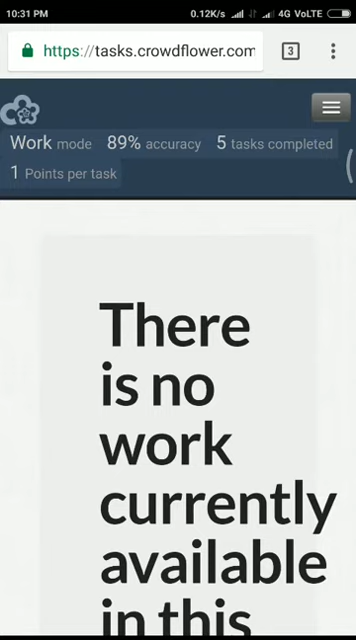 10:31 PM 0.12K/s 4G VoLTE
https://tasks.crowdflower.com 3
Work mode 89% accuracy 5 tasks completed
1 Points per task
There
is no
work
currently
available
in this